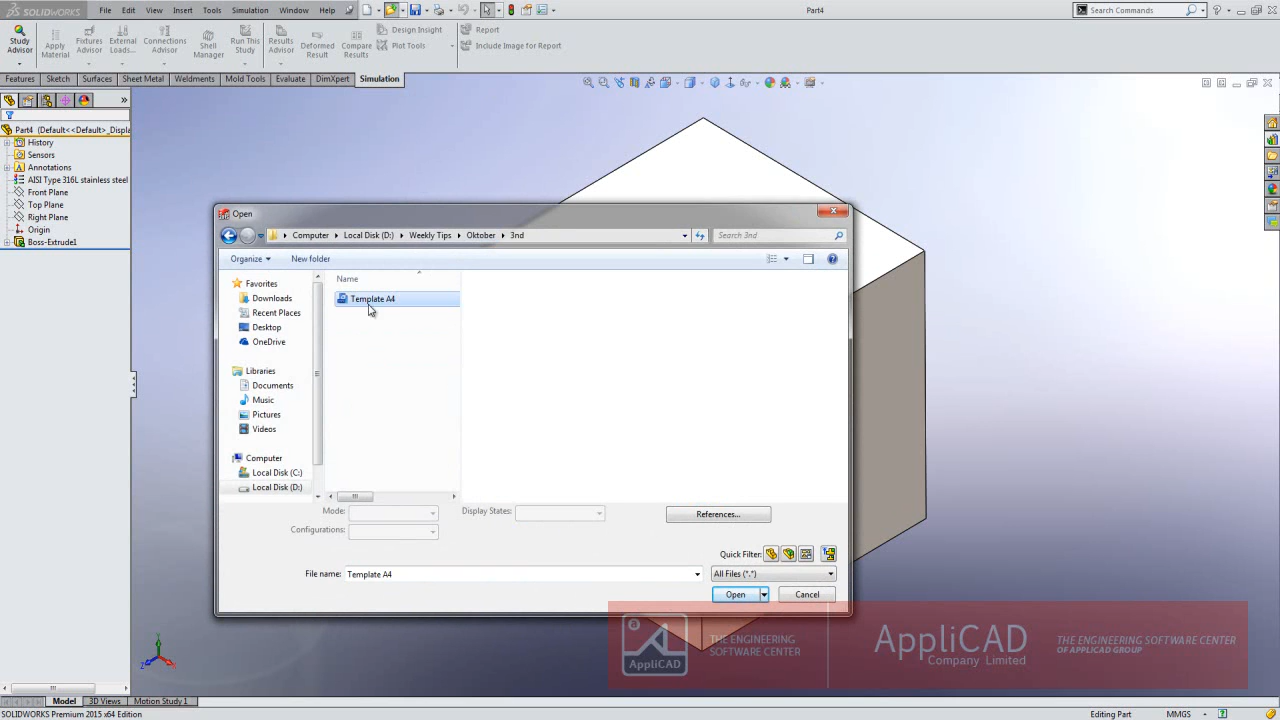 SOLIDWORKS
File Edit View Insert Tools Simulation Window Help
Part4
Search Commands
Study Advisor
Apply Material
Fixtures Advisor
External Loads...
Connections Advisor
Shell Manager
Run This Study
Results Advisor
Deformed Result
Compare Results
Design Insight
Plot Tools
Report
Include Image for Report
Features Sketch Surfaces Sheet Metal Weldments Mold Tools Evaluate DimXpert Simulation
Part4 (Default<<Default>_Displa
History
Sensors
Annotations
AISI Type 316L stainless steel
Front Plane
Top Plane
Right Plane
Origin
Boss-Extrude1
Open
Computer Local Disk (D:) Weekly Tips Oktober 3nd
Search 3nd
Organize New folder
Favorites
Downloads
Recent Places
Desktop
OneDrive
Libraries
Documents
Music
Pictures
Videos
Computer
Local Disk (C:)
Local Disk (D:)
Name
Template A4
Mode:
Display States:
References...
Configurations:
Quick Filter:
File name: Template A4
All Files (*.*)
Open Cancel
AppliCAD
THE ENGINEERING
SOFTWARE CENTER
AppliCAD
Company Limited
THE ENGINEERING SOFTWARE CENTER
OF APPLICAD GROUP
Model 3D Views Motion Study 1
SOLIDWORKS Premium 2015 x64 Edition
Editing Part
MMGS